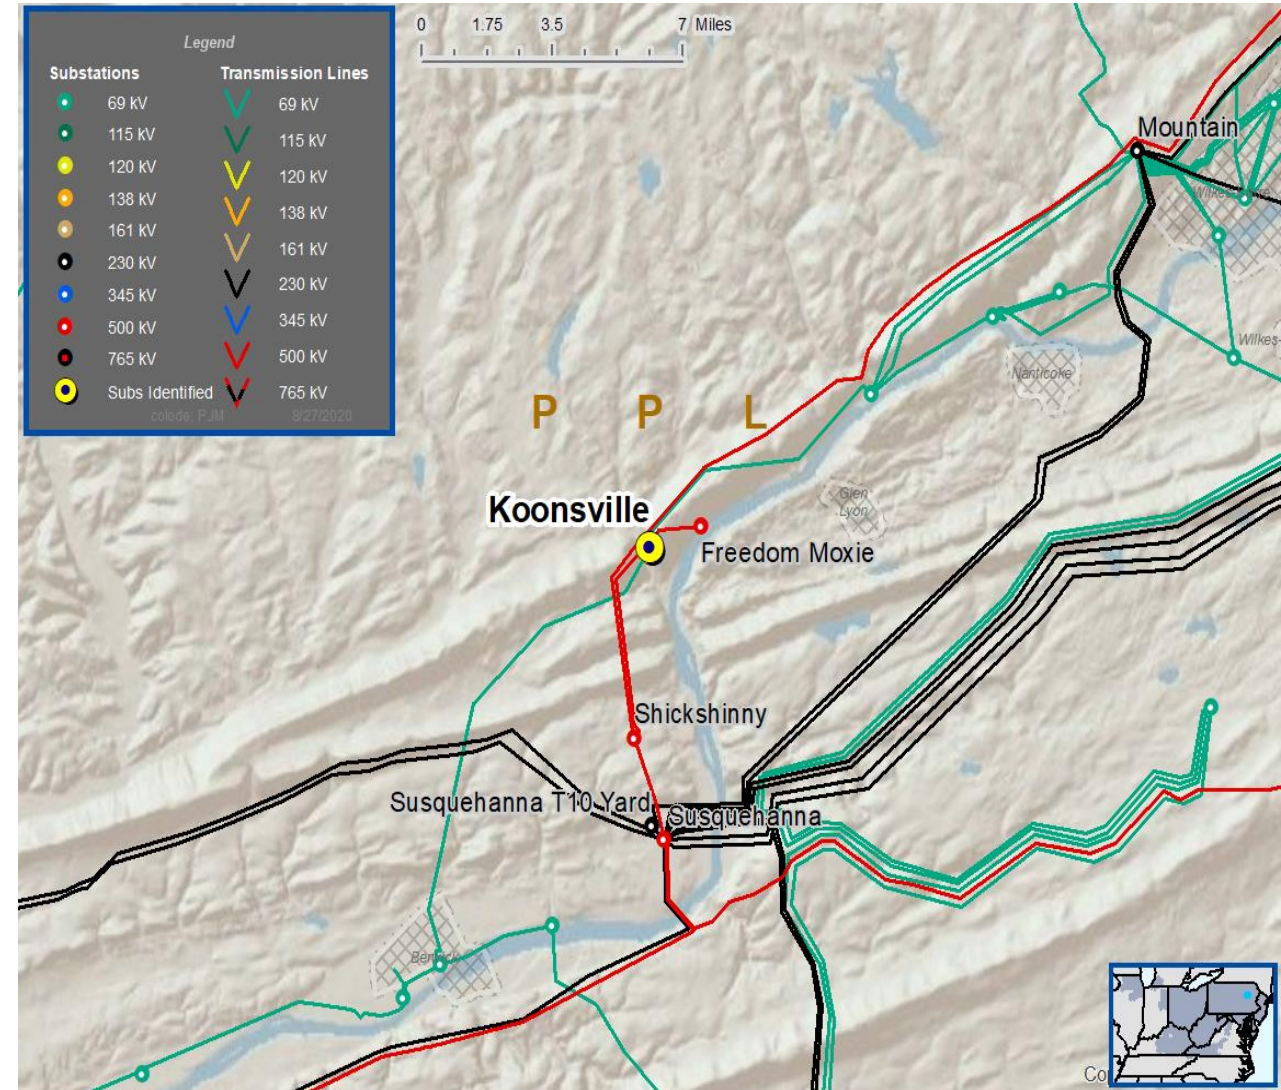 Legend
Substations
Transmission Lines
69 kV
69 kV
115 kV
115 kV
120 kV
120 kV
138 kV
138 kV
161 kV
161 kV
230 kV
230 kV
345 kV
345 kV
500 kV
500 kV
765 kV
765 kV
Subs Identified
colode, PJM
8/27/2020
0 1.75 3.5 7 Miles
Mountain
Nanticoke
Wilkes-
P P L
Koonsville
Glen
Lyon
Freedom Moxie
Shickshinny
Susquehanna T10 Yard
Susquehanna
Co